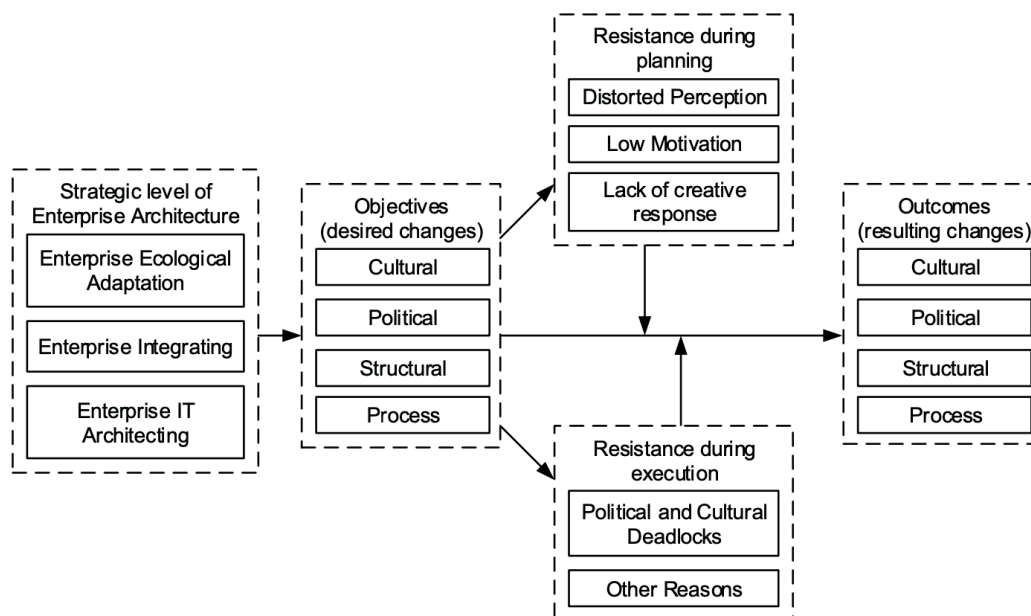 Strategic level of
Enterprise Architecture
Enterprise Ecological
Adaptation
Enterprise Integrating
Enterprise IT
Architecting
Objectives
(desired changes)
Cultural
Political
Structural
Process
Resistance during
planning
Distorted Perception
Low Motivation
Lack of creative
response
Resistance during
execution
Political and Cultural
Deadlocks
Other Reasons
Outcomes
(resulting changes)
Cultural
Political
Structural
Process